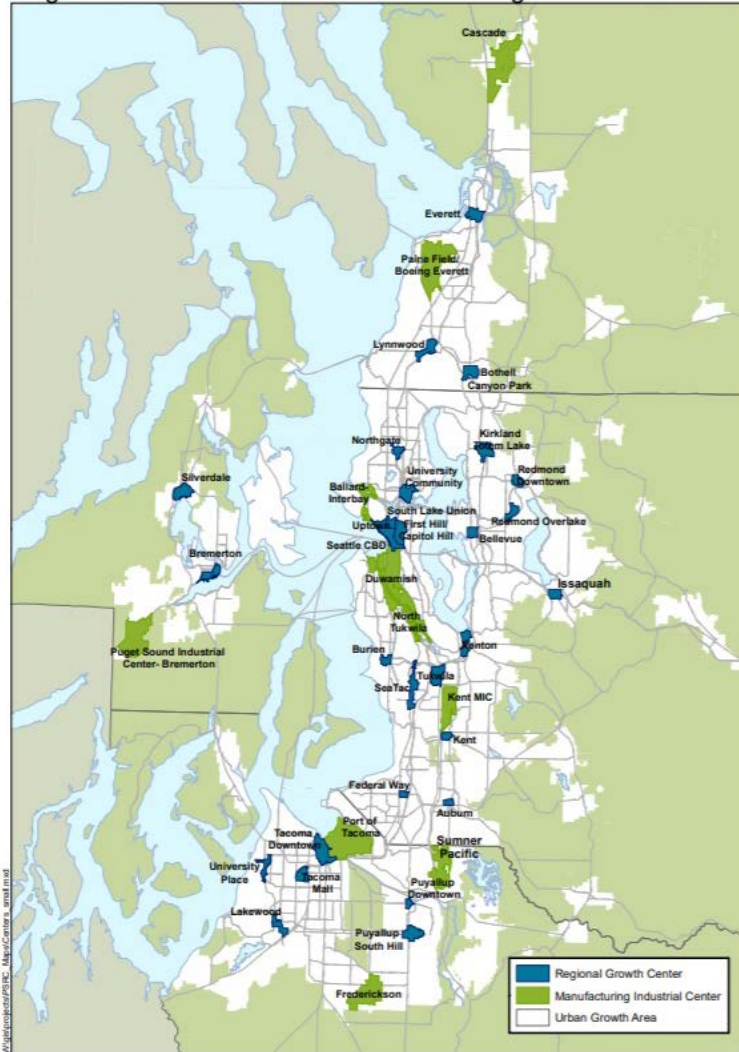 Cascade
Everett
Paine Field/
Boeing Everett
Lynnwood
Bothell
Canyon Park
Northgate
Kirkland
Totem Lake
Silverdale
University
Community
Redmond
Downtown
Ballard-
Interbay
South Lake Union
Uptown
First Hill/
Capitol Hill
Redmond Overlake
Seattle CBD
Bellevue
Bremerton
Duwamish
Issaquah
North
Tukwila
Puget Sound Industrial
Center- Bremerton
Burien
Renton
Tukwila
SeaTac
Kent MIC
Kent
Federal Way
Auburn
Port of
Tacoma
Tacoma
Downtown
Sumner
Pacific
University
Place
Tacoma
Mall
Puyallup
Downtown
Lakewood
Puyallup
South Hill
Frederickson
Regional Growth Center
Manufacturing Industrial Center
Urban Growth Area